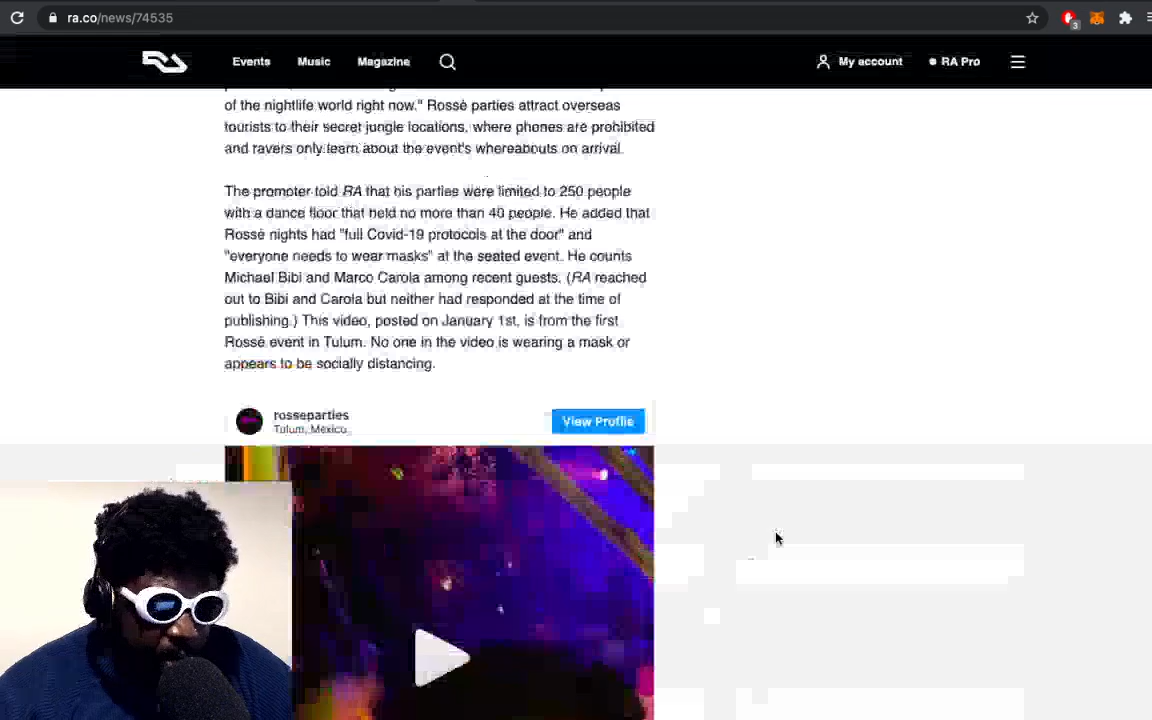 ra.co/news/74535
3
Events
Music
Magazine
My account
RA Pro
of the nightlife world right now." Rossé parties attract overseas
tourists to their secret jungle locations, where phones are prohibited
and ravers only learn about the event's whereabouts on arrival.
The promoter told RA that his parties were limited to 250 people
with a dance floor that held no more than 40 people. He added that
Rossé nights had "full Covid-19 protocols at the door" and
"everyone needs to wear masks" at the seated event. He counts
Michael Bibi and Marco Carola among recent guests. (RA reached
out to Bibi and Carola but neither had responded at the time of
publishing.) This video, posted on January 1st, is from the first
Rossé event in Tulum. No one in the video is wearing a mask or
appears to be socially distancing.
rosseparties
View Profile
Tulum, Mexico